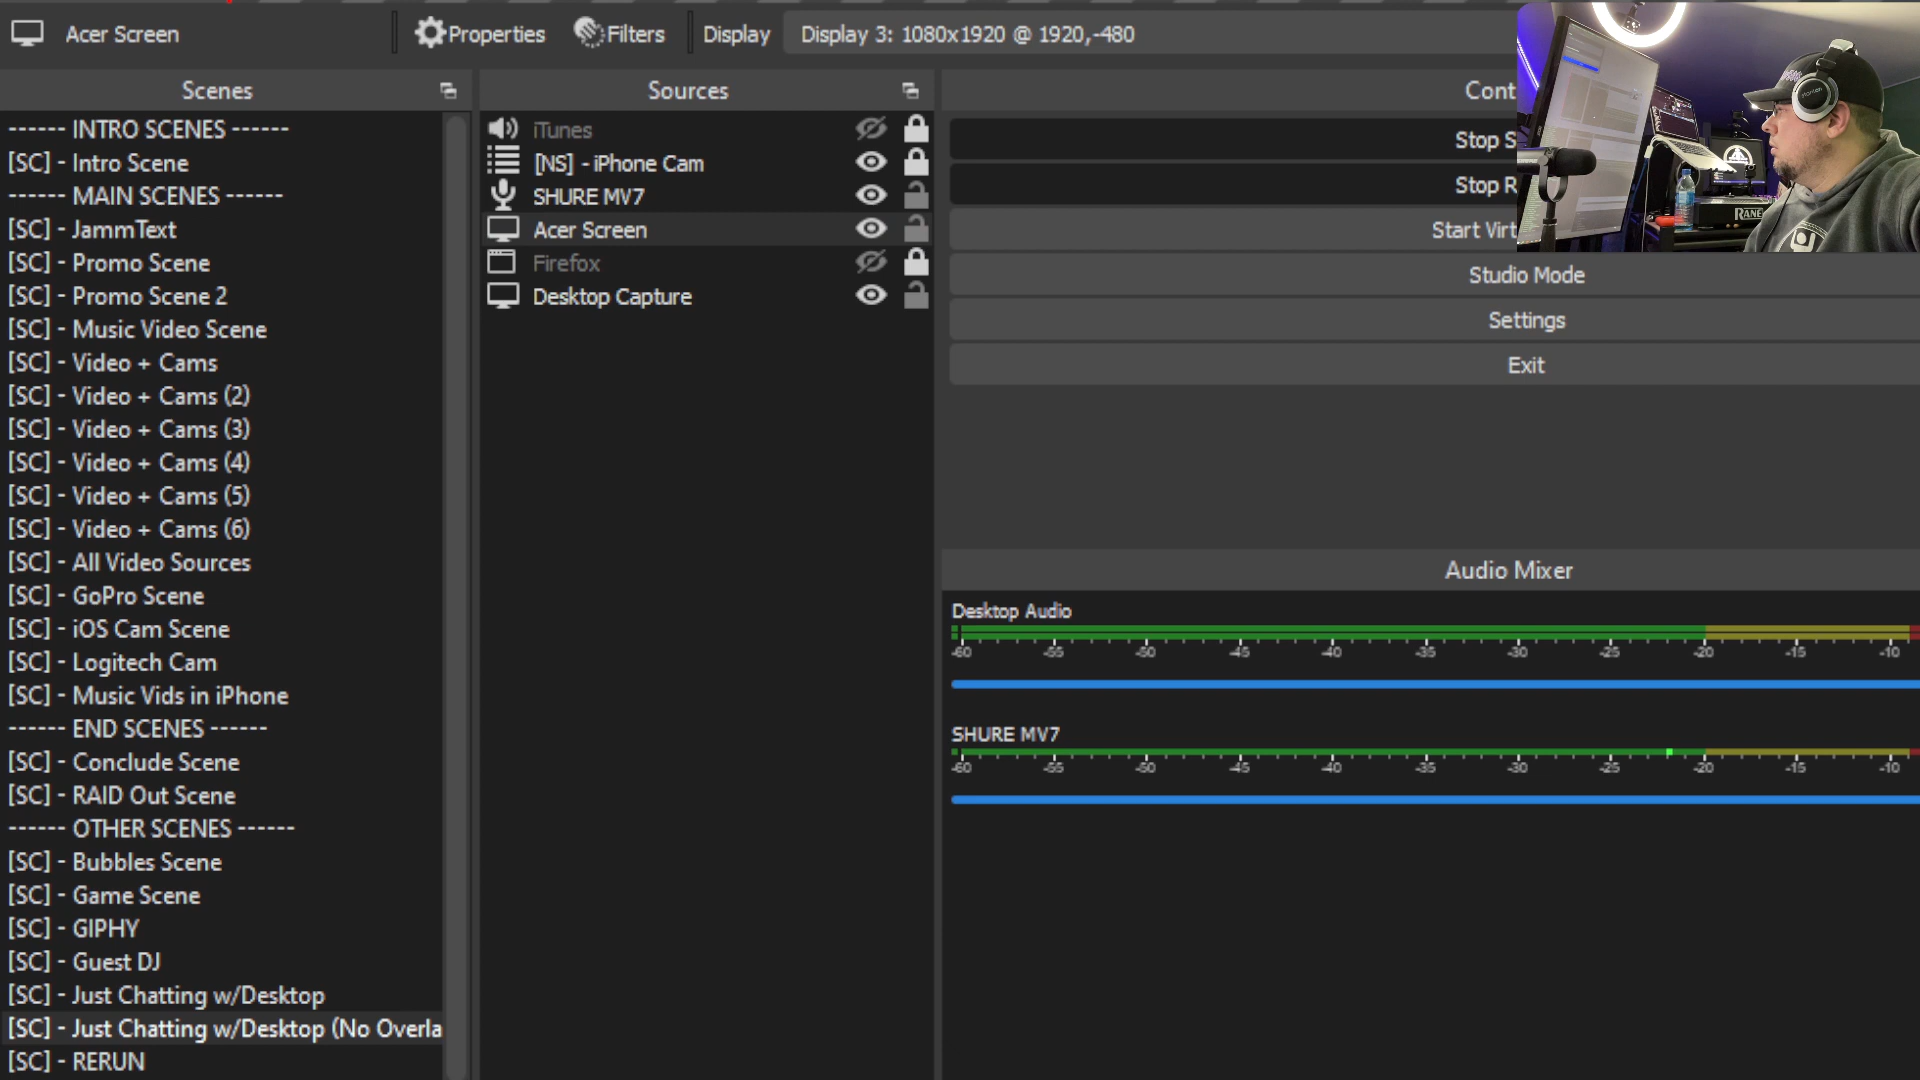 Acer Screen
Properties
Filters
Display
Display 3: 1080x1920 @ 1920,-480
Scenes
------ INTRO SCENES ------
[SC] - Intro Scene
------ MAIN SCENES ------
[SC] - JammText
[SC] - Promo Scene
[SC] - Promo Scene 2
[SC] - Music Video Scene
[SC] - Video + Cams
[SC] - Video + Cams (2)
[SC] - Video + Cams (3)
[SC] - Video + Cams (4)
[SC] - Video + Cams (5)
[SC] - Video + Cams (6)
[SC] - All Video Sources
[SC] - GoPro Scene
[SC] - iOS Cam Scene
[SC] - Logitech Cam
[SC] - Music Vids in iPhone
------ END SCENES ------
[SC] - Conclude Scene
[SC] - RAID Out Scene
------ OTHER SCENES ------
[SC] - Bubbles Scene
[SC] - Game Scene
[SC] - GIPHY
[SC] - Guest DJ
[SC] - Just Chatting w/Desktop
[SC] - Just Chatting w/Desktop (No Overla
[SC] - RERUN
Sources
iTunes
[NS] - iPhone Cam
SHURE MV7
Acer Screen
Firefox
Desktop Capture
Cont
Stop S
Stop R
Start Virt
Studio Mode
Settings
Exit
RANE
Audio Mixer
Desktop Audio
-60 -55 -50 -45 -40 -35 -30 -25 -20 -15 -10
SHURE MV7
-60 -55 -50 -45 -40 -35 -30 -25 -20 -15 -10